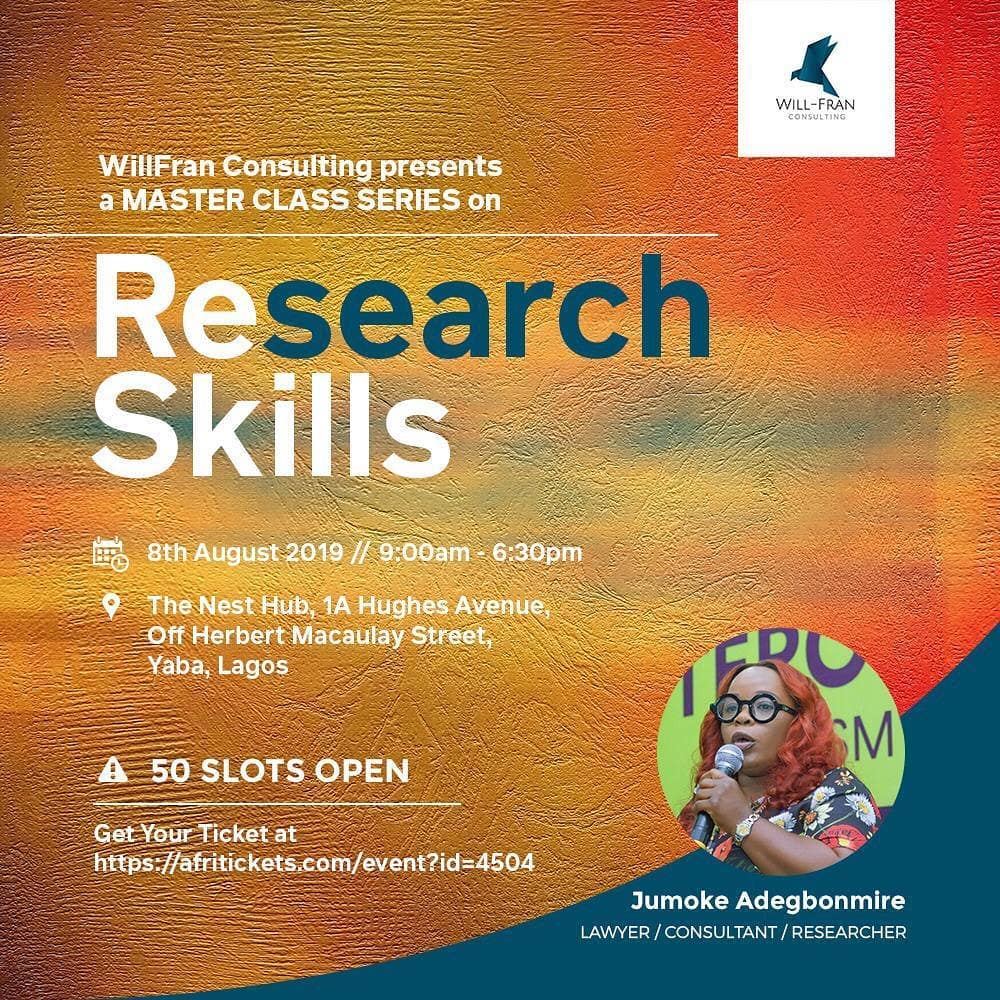 WILL-FRAN
CONSULTING
WillFran Consulting presents
a MASTER CLASS SERIES on
Research
Skills
8th August 2019 // 9:00am - 6:30pm
The Nest Hub, 1A Hughes Avenue,
Off Herbert Macaulay Street,
Yaba, Lagos
50 SLOTS OPEN
Get Your Ticket at
https://afritickets.com/event?id=4504
Jumoke Adegbonmire
LAWYER / CONSULTANT / RESEARCHER